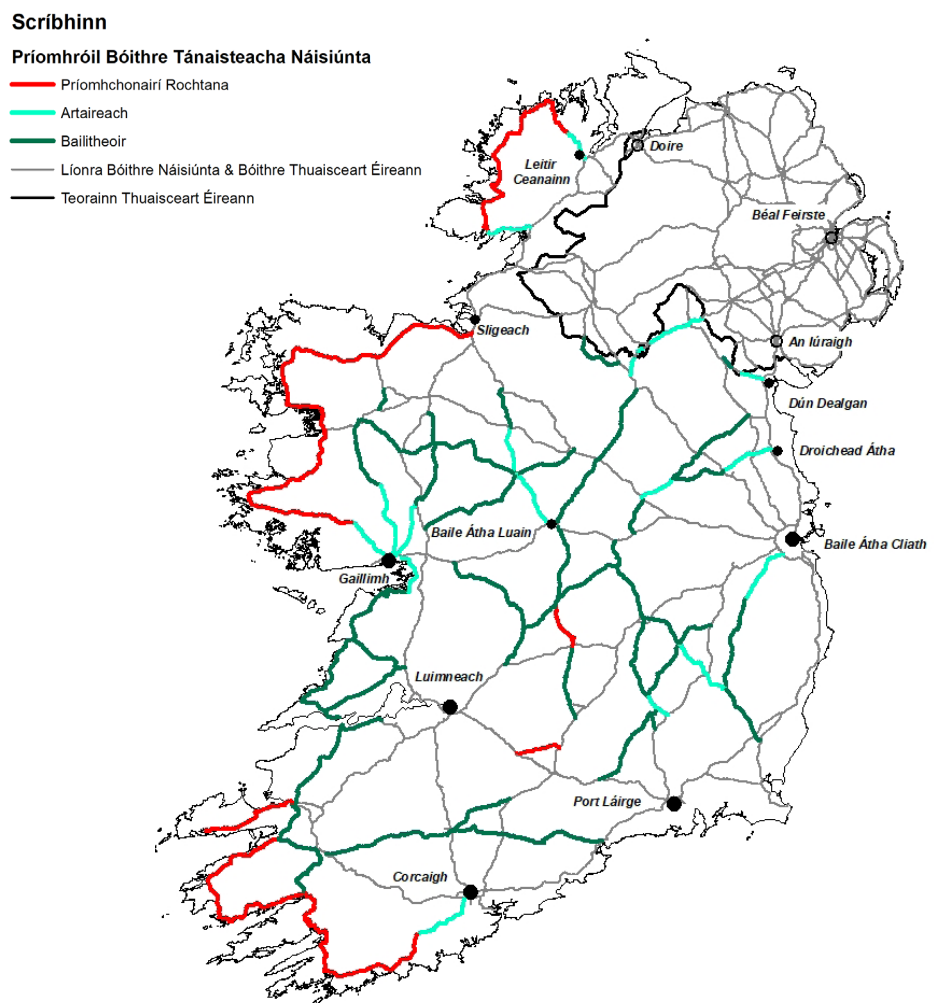 Scríbhinn
Príomhróil Bóithre Tánaisteacha Náisiúnta
Príomhchonairí Rochtana
Artaireach
Bailitheoir
Líonra Bóithre Náisiúnta & Bóithre Thuaisceart Éireann
Teorainn Thuaisceart Éireann
Doire
Leitir
Ceanainn
Béal Feirste
Sligeach
An Iúraigh
Dún Dealgan
Droichead Átha
Baile Átha Luain
Baile Átha Cliath
Gaillimh
Luimneach
Port Láirge
Corcaigh